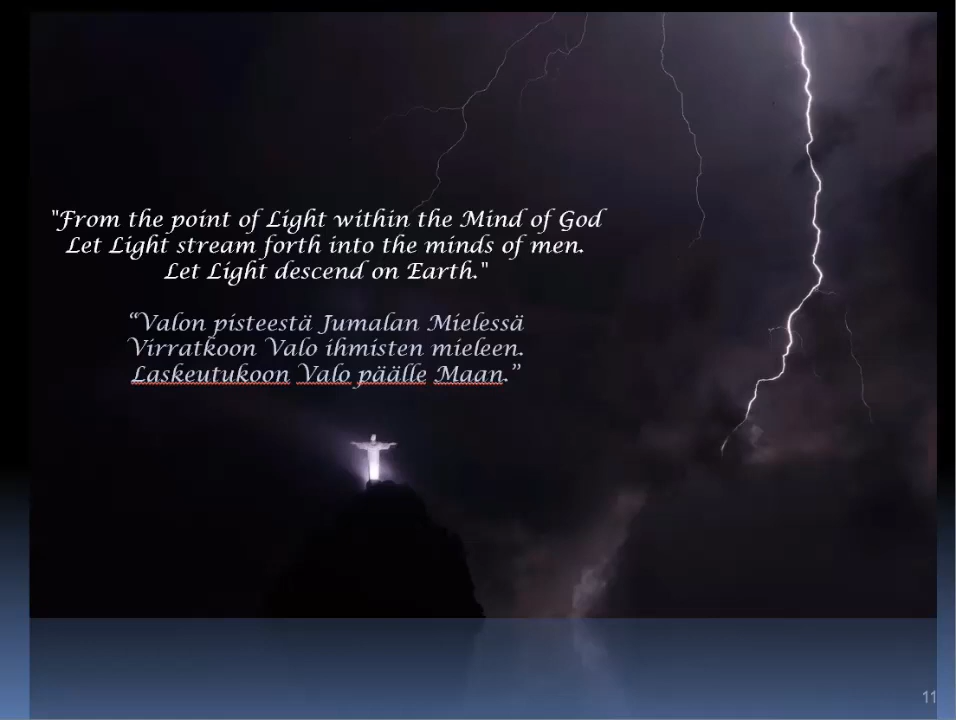 "From the point of Light within the Mind of God
Let Light stream forth into the minds of men.
Let Light descend on Earth."
“Valon pisteestä Jumalan Mielessä
Virratkoon Valo ihmisten mieleen.
Laskeutukoon Valo päälle Maan.”
11